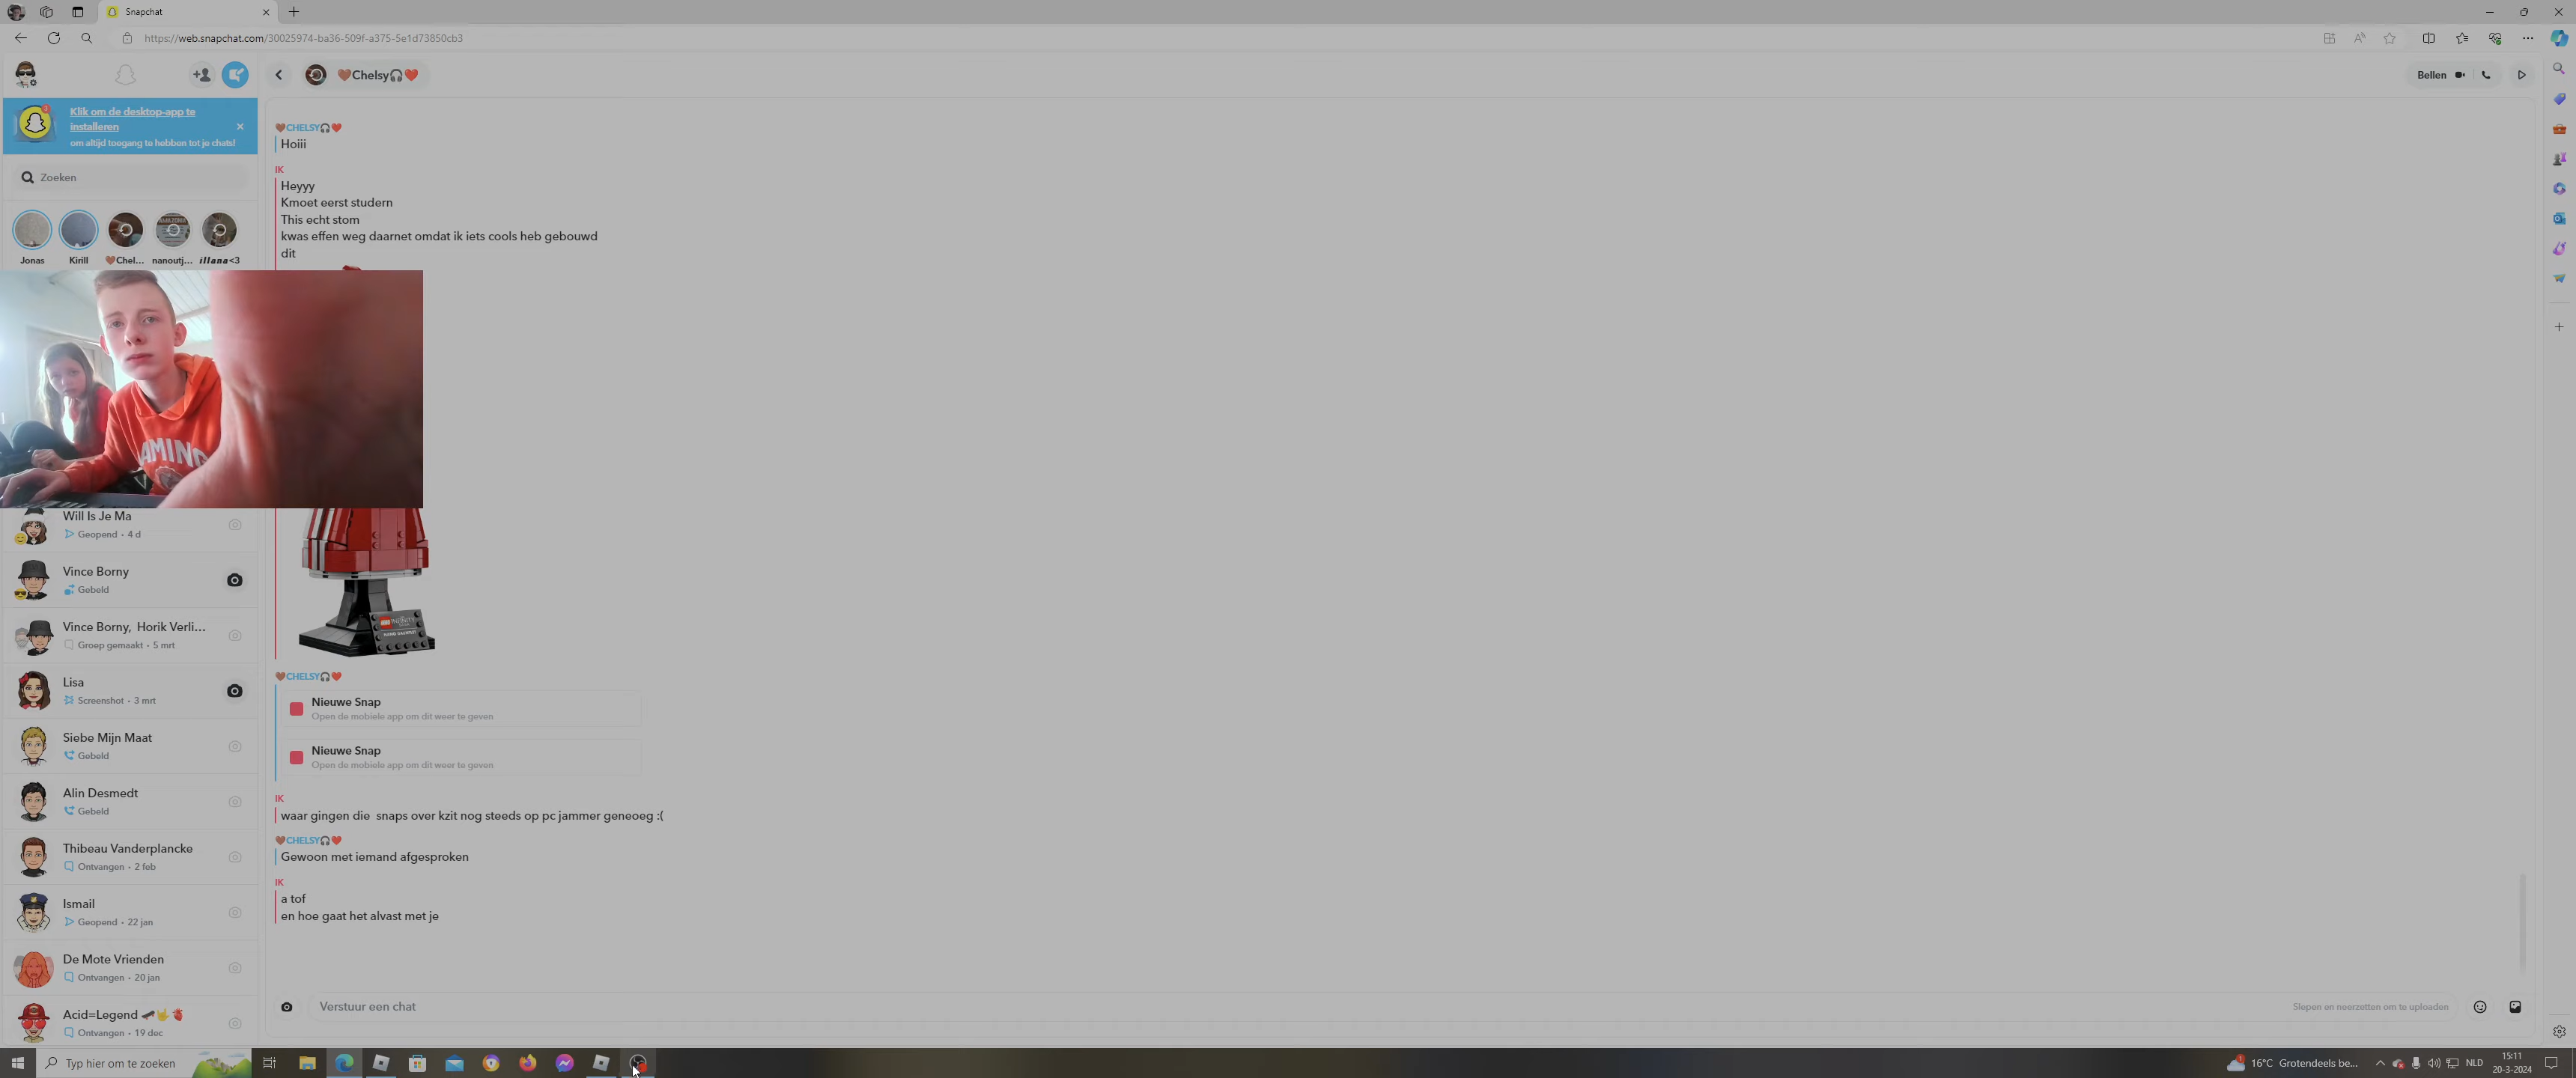 Snapchat
https://web.snapchat.com/30025974-ba36-509f-a375-5e1d73850cb3
🤎Chelsy🎧❤️
Bellen
Klik om de desktop-app te
installeren
om altijd toegang te hebben tot je chats!
Zoeken
Jonas
Kirill
🤎Chel...
nanoutj...
illana<3
AMING
Will Is Je Ma
Geopend · 4 d
Vince Borny
Gebeld
Vince Borny, Horik Verli...
Groep gemaakt · 5 mrt
Lisa
Screenshot · 3 mrt
Siebe Mijn Maat
Gebeld
Alin Desmedt
Gebeld
Thibeau Vanderplancke
Ontvangen · 2 feb
Ismail
Geopend · 22 jan
De Mote Vrienden
Ontvangen · 20 jan
Acid=Legend
Ontvangen · 19 dec
🤎CHELSY🎧❤️
Hoiii
IK
Heyyy
Kmoet eerst studern
This echt stom
kwas effen weg daarnet omdat ik iets cools heb gebouwd
dit
LEGO
🤎CHELSY🎧❤️
Nieuwe Snap
Open de mobiele app om dit weer te geven
Nieuwe Snap
Open de mobiele app om dit weer te geven
IK
waar gingen die  snaps over kzit nog steeds op pc jammer geneoeg :(
🤎CHELSY🎧❤️
Gewoon met iemand afgesproken
IK
a tof
en hoe gaat het alvast met je
Verstuur een chat
Slepen en neerzetten om te uploaden
Typ hier om te zoeken
16°C Grotendeels be...
NLD
15:11
20-3-2024